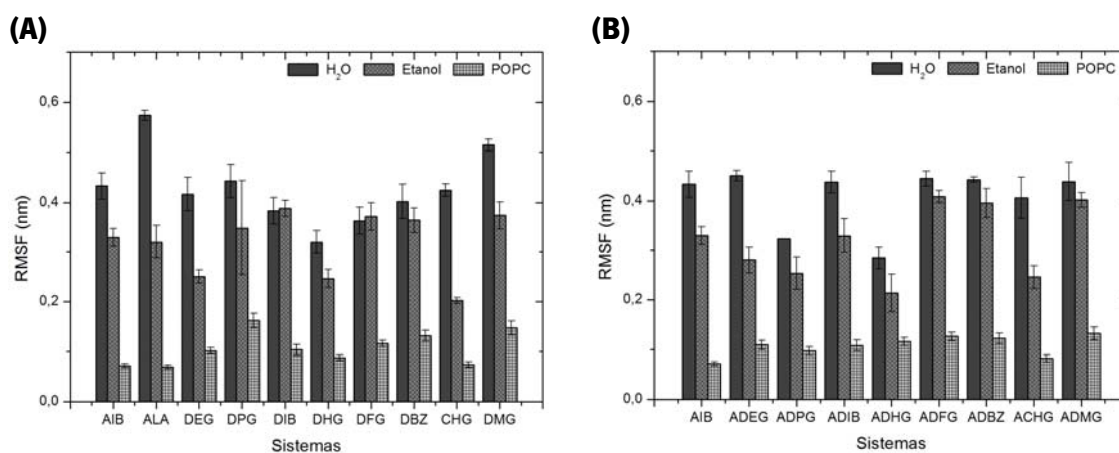 (A)
H₂O Etanol POPC
RMSF (nm)
0,6
0,4
0,2
0,0
AIB ALA DEG DPG DIB DHG DFG DBZ CHG DMG
Sistemas
(B)
H₂O Etanol POPC
RMSF (nm)
0,6
0,4
0,2
0,0
AIB ADEG ADPG ADIB ADHG ADFG ADBZ ACHG ADMG
Sistemas